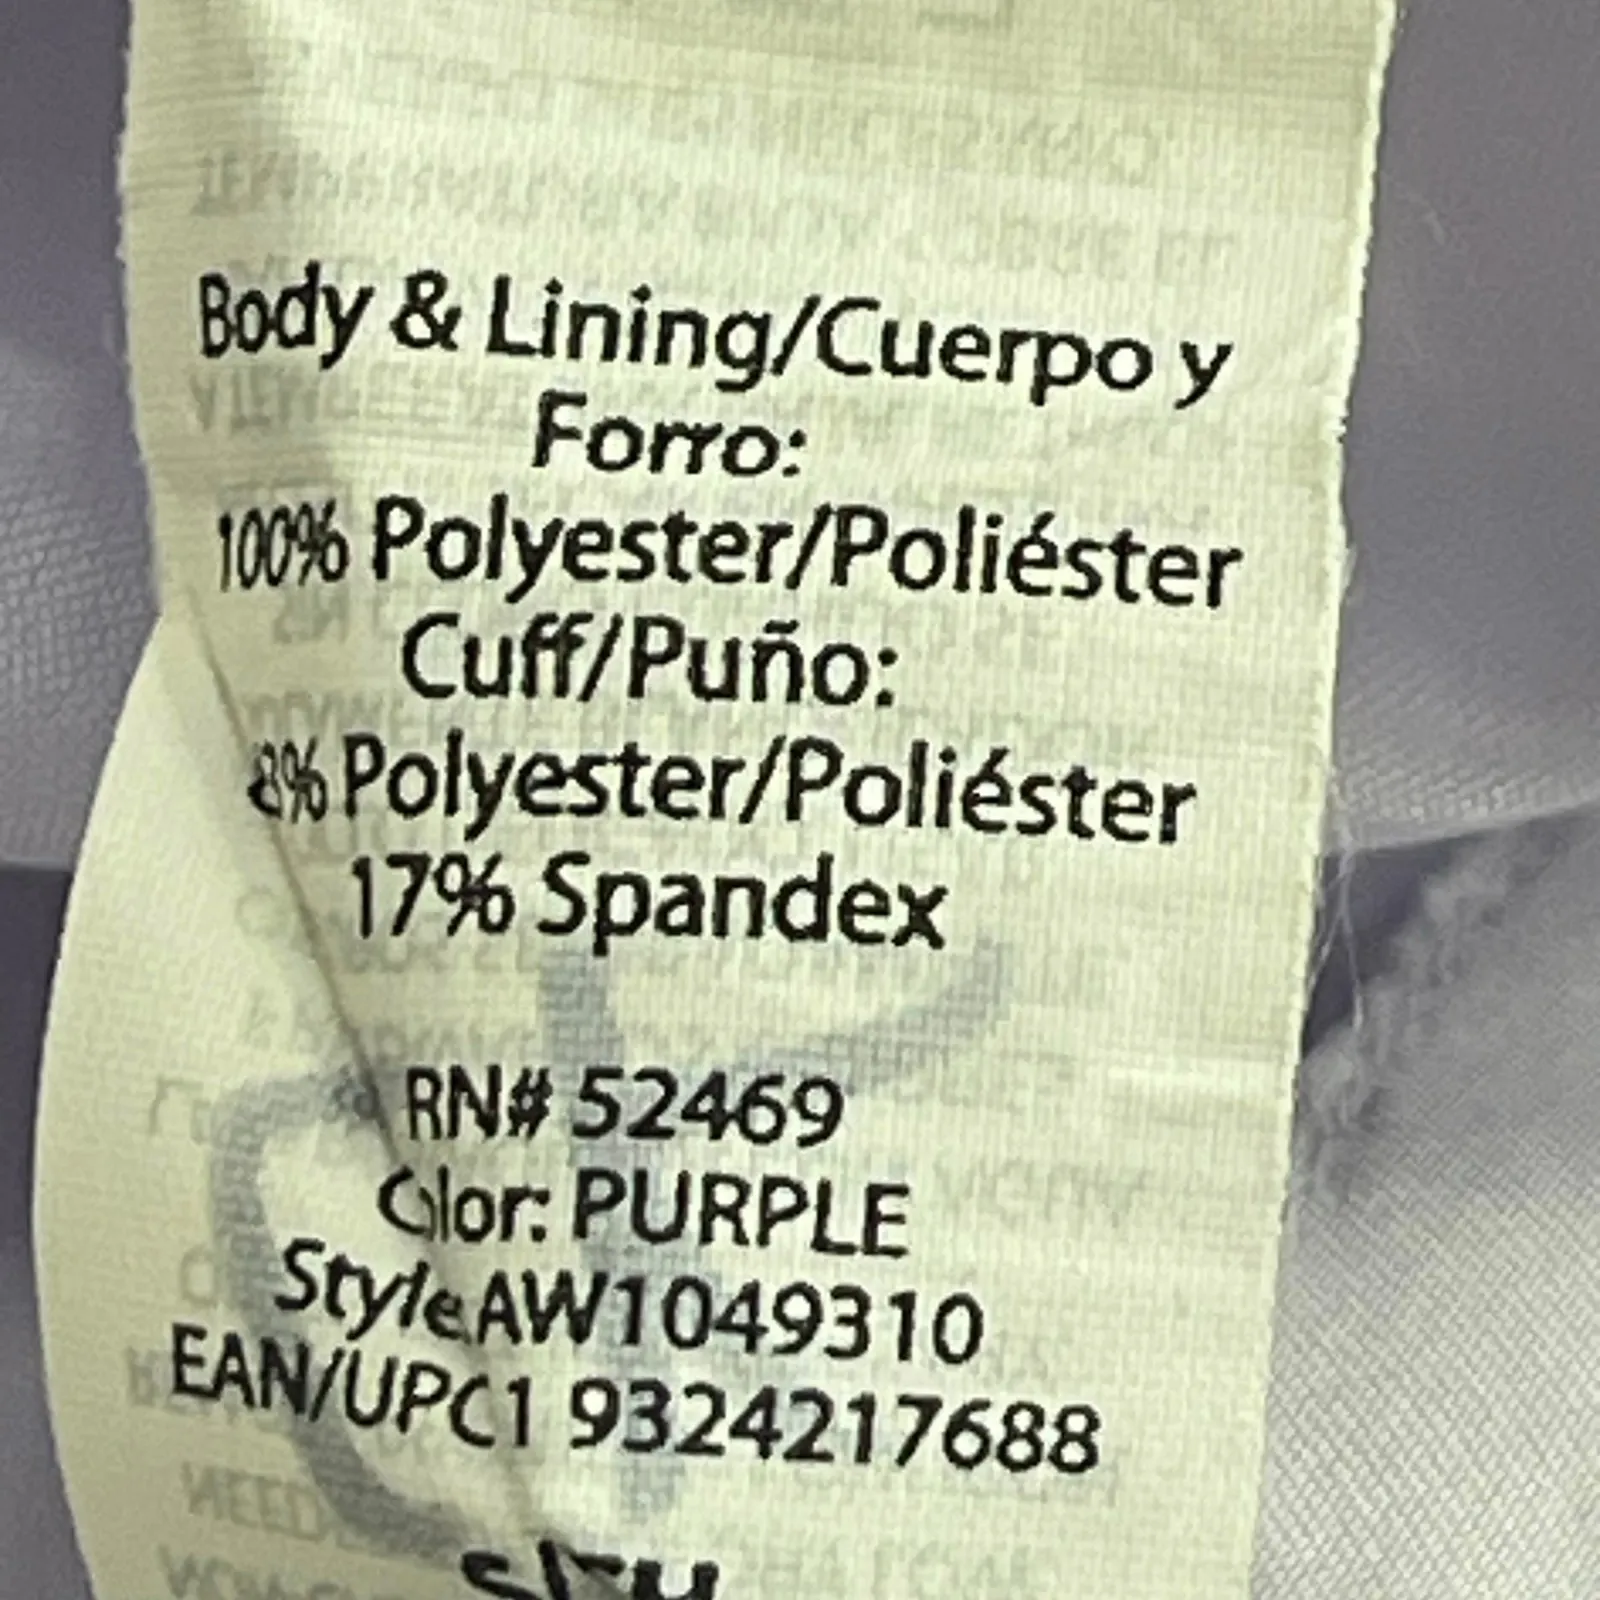 Body & Lining/Cuerpo y
Forro:
100% Polyester/Poliéster
Cuff/Puño:
Polyester/Poliéster
17% Spandex
RN# 52469
Color: PURPLE
Style AW1049310
EAN/UPC1 9324217688